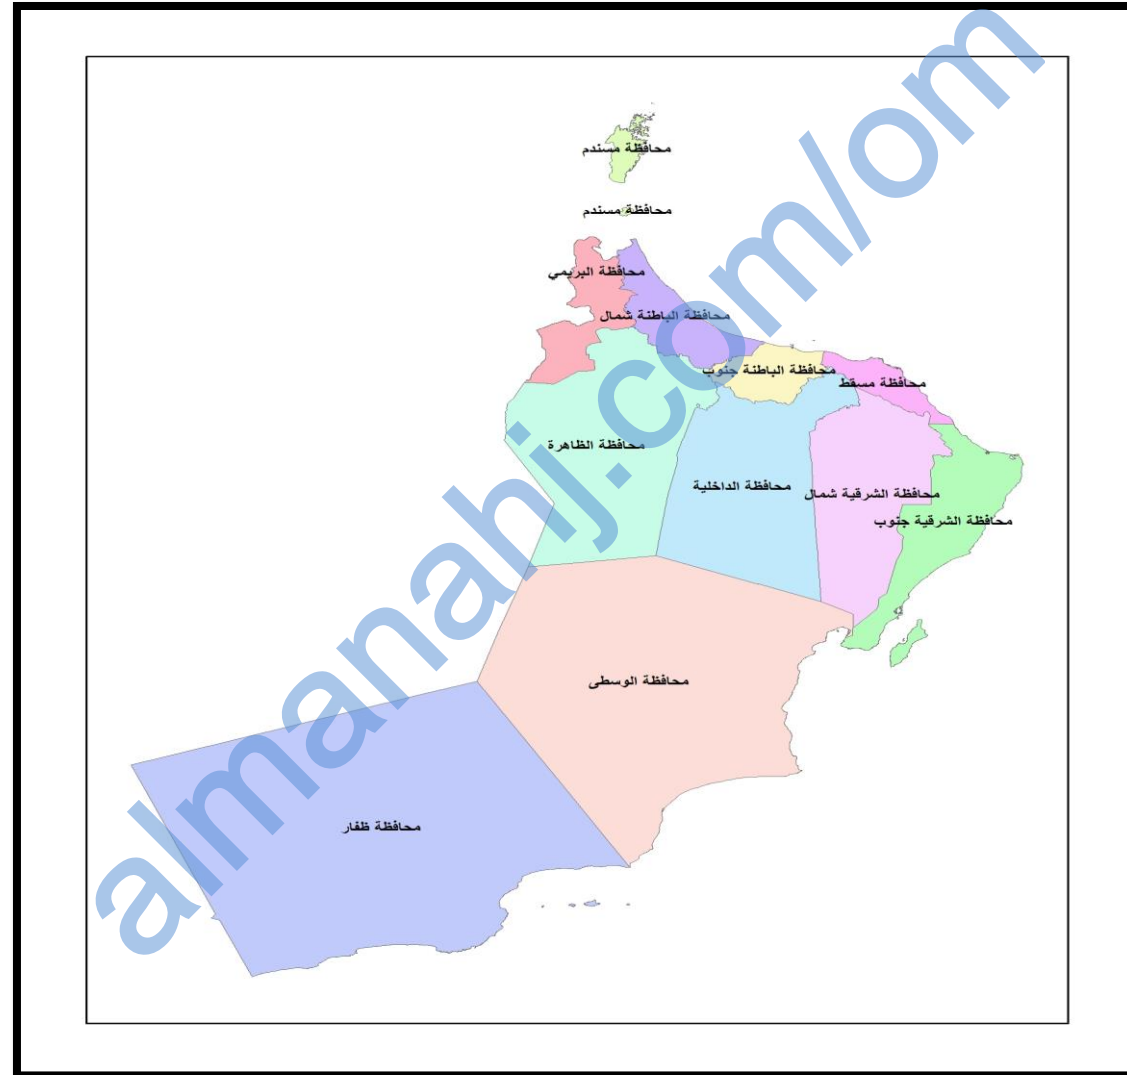 محافظة مسندم
محافظة مسندم
محافظة البريمي
محافظة الباطنة شمال
محافظة الباطنة جنوب
محافظة مسقط
محافظة الظاهرة
محافظة الداخلية
محافظة الشرقية شمال
محافظة الشرقية جنوب
محافظة الوسطى
محافظة ظفار
almanahj.com/om